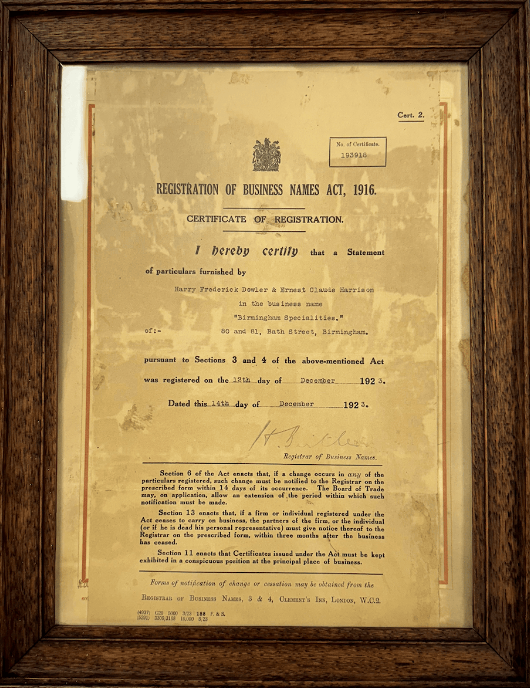 Cert. 2.
No. of Certificate
193916
REGISTRATION OF BUSINESS NAMES ACT, 1916.
CERTIFICATE OF REGISTRATION.
I hereby certify that a Statement
of particulars furnished by
Harry Frederick Dowler & Ernest Claude Harrison
in the business name
"Birmingham Specialities."
of:- 80 and 81, Bath Street, Birmingham.
pursuant to Sections 3 and 4 of the above-mentioned Act
was registered on the 12th day of December 1923.
Dated this 14th day of December 1923.
Registrar of Business Names.
Section 6 of the Act enacts that, if a change occurs in any of the
particulars registered, such change must be notified to the Registrar on the
prescribed form within 14 days of its occurrence. The Board of Trade
may, on application, allow an extension of the period within which such
notification must be made.
Section 13 enacts that, if a firm or individual registered under the
Act ceases to carry on business, the partners of the firm, or the individual
(or if he is dead his personal representative) must give notice thereof to the
Registrar on the prescribed form, within three months after the business
has ceased.
Section 11 enacts that Certificates issued under the Act must be kept
exhibited in a conspicuous position at the principal place of business.
Forms of notification of change or cessation may be obtained from the
REGISTRAR OF BUSINESS NAMES, 3 & 4, CLEMENT'S INN, LONDON, W.C.2.